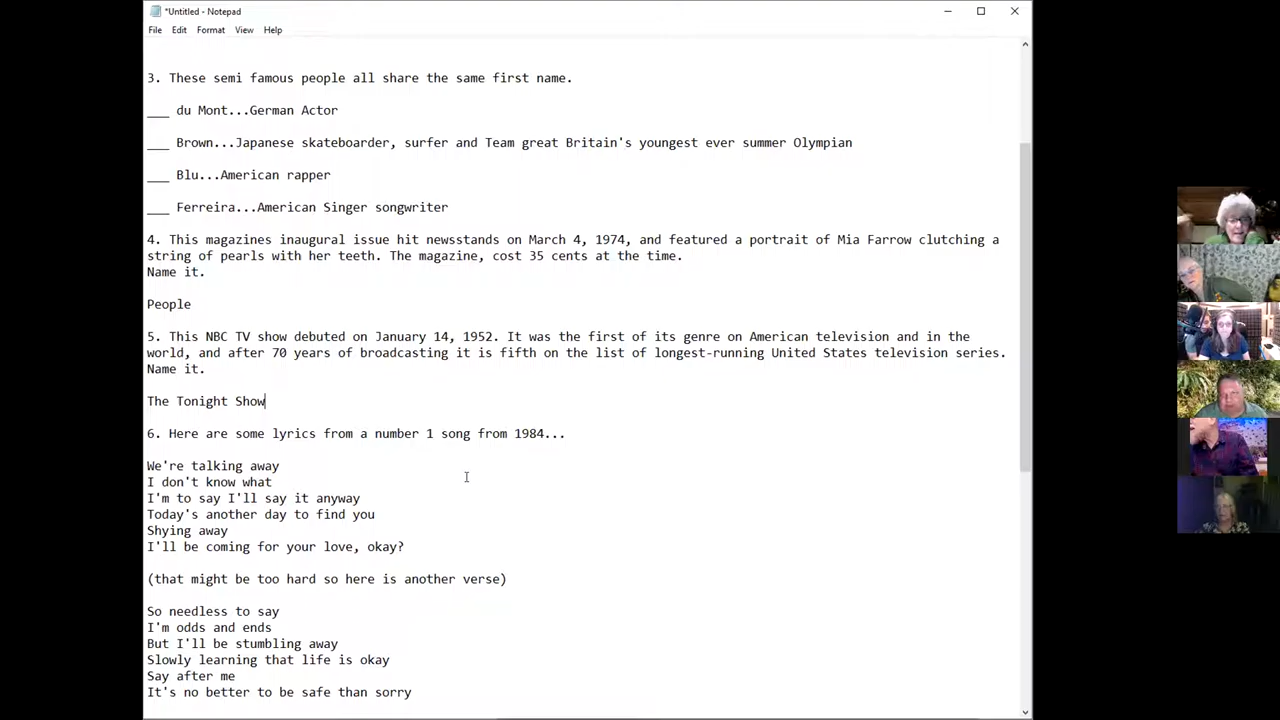 *Untitled - Notepad
File Edit Format View Help
3. These semi famous people all share the same first name.
___ du Mont...German Actor
___ Brown...Japanese skateboarder, surfer and Team great Britain's youngest ever summer Olympian
___ Blu...American rapper
___ Ferreira...American Singer songwriter
4. This magazines inaugural issue hit newsstands on March 4, 1974, and featured a portrait of Mia Farrow clutching a
string of pearls with her teeth. The magazine, cost 35 cents at the time.
Name it.
People
5. This NBC TV show debuted on January 14, 1952. It was the first of its genre on American television and in the
world, and after 70 years of broadcasting it is fifth on the list of longest-running United States television series.
Name it.
The Tonight Show
6. Here are some lyrics from a number 1 song from 1984...
We're talking away
I don't know what
I'm to say I'll say it anyway
Today's another day to find you
Shying away
I'll be coming for your love, okay?
(that might be too hard so here is another verse)
So needless to say
I'm odds and ends
But I'll be stumbling away
Slowly learning that life is okay
Say after me
It's no better to be safe than sorry